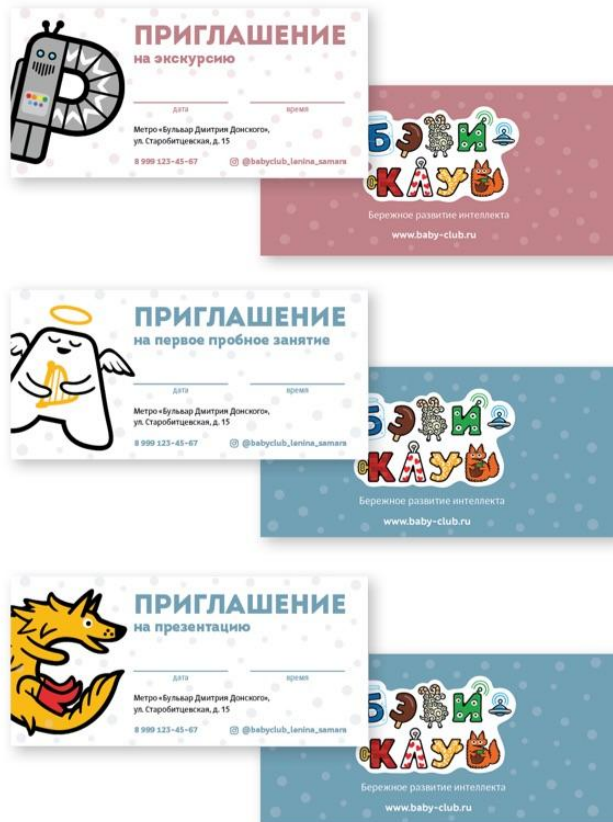 ПРИГЛАШЕНИЕ
на экскурсию
дата время
Метро «Бульвар Дмитрия Донского»,
ул. Старобитцевская, д. 15
8 999 123-45-67 @babyclub_lenina_samara
БЭБИ-
КЛУБ
Бережное развитие интеллекта
www.baby-club.ru
ПРИГЛАШЕНИЕ
на первое пробное занятие
дата время
Метро «Бульвар Дмитрия Донского»,
ул. Старобитцевская, д. 15
8 999 123-45-67 @babyclub_lenina_samara
БЭБИ-
КЛУБ
Бережное развитие интеллекта
www.baby-club.ru
ПРИГЛАШЕНИЕ
на презентацию
дата время
Метро «Бульвар Дмитрия Донского»,
ул. Старобитцевская, д. 15
8 999 123-45-67 @babyclub_lenina_samara
БЭБИ-
КЛУБ
Бережное развитие интеллекта
www.baby-club.ru